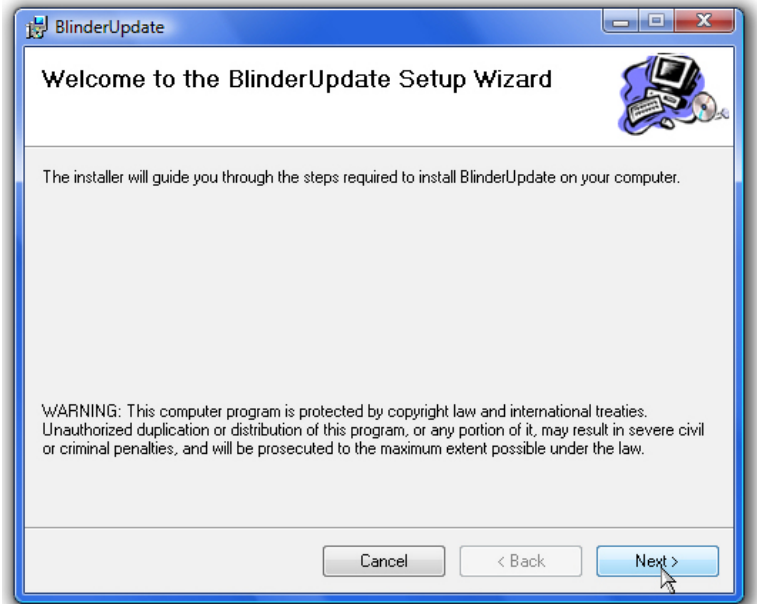 BlinderUpdate
Welcome to the BlinderUpdate Setup Wizard
The installer will guide you through the steps required to install BlinderUpdate on your computer.
WARNING: This computer program is protected by copyright law and international treaties.
Unauthorized duplication or distribution of this program, or any portion of it, may result in severe civil
or criminal penalties, and will be prosecuted to the maximum extent possible under the law.
Cancel
< Back
Next >